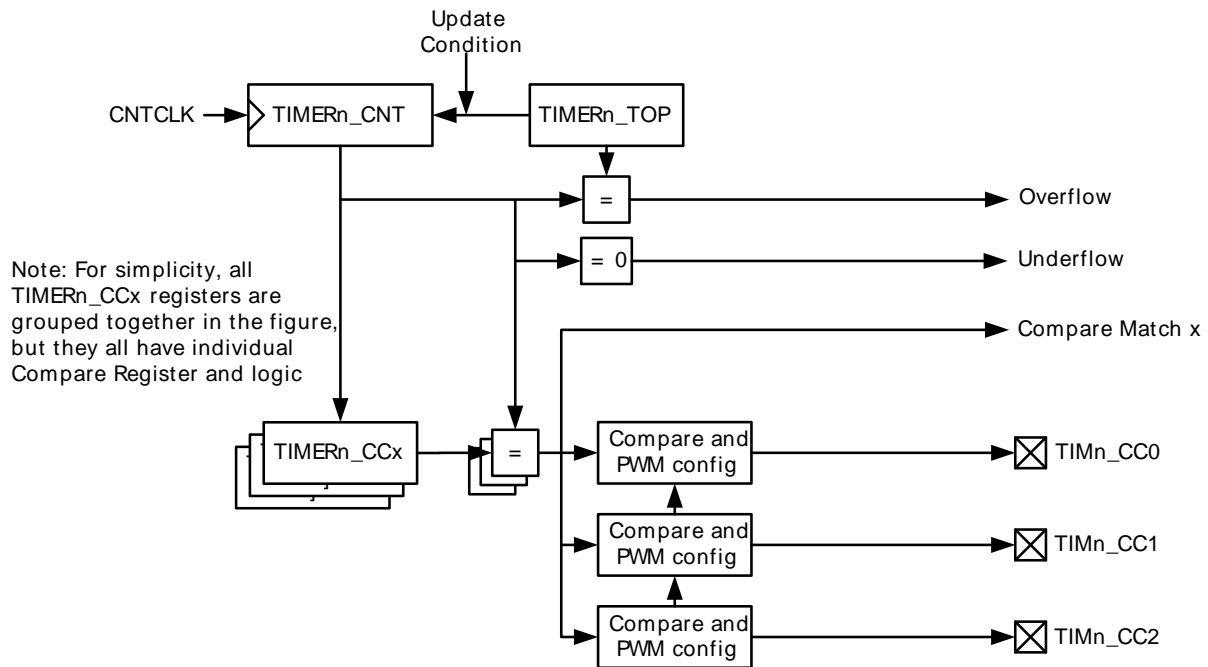 Update
Condition
CNTCLK
TIMERn_CNT
TIMERn_TOP
=
Overflow
= 0
Underflow
Note: For simplicity, all
TIMERn_CCx registers are
grouped together in the figure,
but they all have individual
Compare Register and logic
Compare Match x
TIMERn_CCx
=
Compare and
PWM config
TIMn_CC0
Compare and
PWM config
TIMn_CC1
Compare and
PWM config
TIMn_CC2